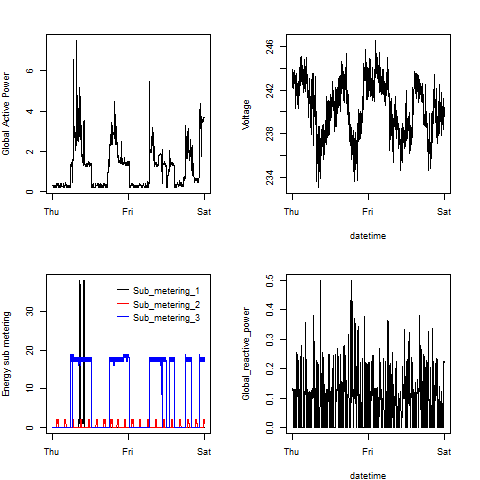 Global Active Power
0 2 4 6
Thu Fri Sat
Voltage
234 238 242 246
Thu Fri Sat
datetime
Energy sub metering
0 10 20 30
Sub_metering_1
Sub_metering_2
Sub_metering_3
Thu Fri Sat
Global_reactive_power
0.0 0.1 0.2 0.3 0.4 0.5
Thu Fri Sat
datetime